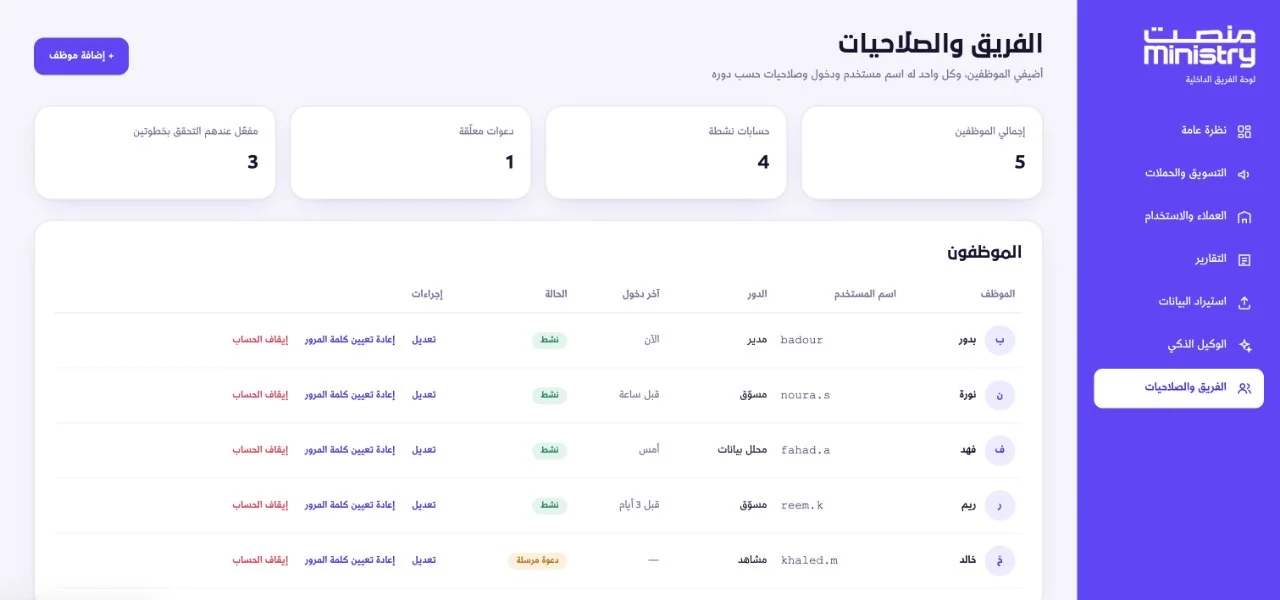 منصت
ministry
لوحة الفريق الداخلية
نظرة عامة
التسويق والحملات
العملاء والاستخدام
التقارير
استيراد البيانات
الوكيل الذكي
الفريق والصلاحيات
الفريق والصلاحيات
أضيفي الموظفين، وكل واحد له اسم مستخدم ودخول وصلاحيات حسب دوره
+ إضافة موظف
إجمالي الموظفين
5
حسابات نشطة
4
دعوات معلّقة
1
مفعّل عندهم التحقق بخطوتين
3
الموظفون
الموظف اسم المستخدم الدور آخر دخول الحالة إجراءات
ب بدور badour مدير الآن نشط تعديل إعادة تعيين كلمة المرور إيقاف الحساب
ن نورة noura.s مسوّق قبل ساعة نشط تعديل إعادة تعيين كلمة المرور إيقاف الحساب
ف فهد fahad.a محلل بيانات أمس نشط تعديل إعادة تعيين كلمة المرور إيقاف الحساب
ر ريم reem.k مسوّق قبل 3 أيام نشط تعديل إعادة تعيين كلمة المرور إيقاف الحساب
خ خالد khaled.m مشاهد — دعوة مرسلة تعديل إعادة تعيين كلمة المرور إيقاف الحساب